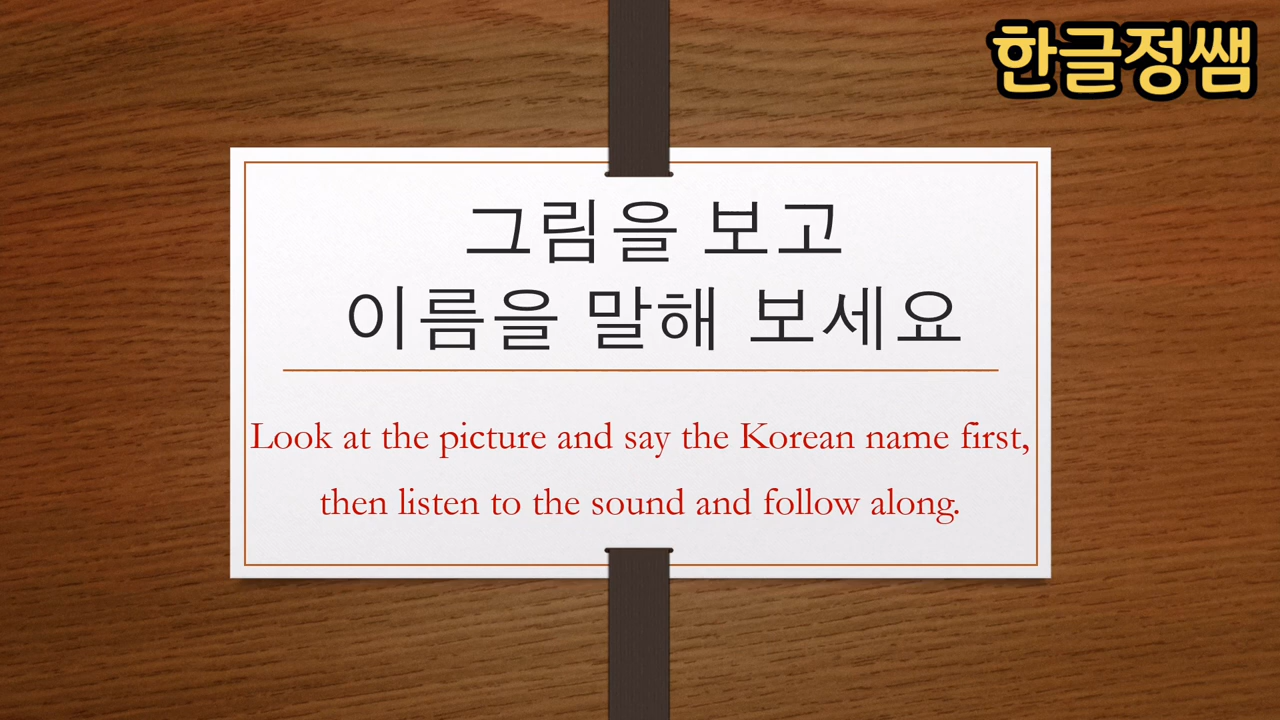 한글정쌤
그림을 보고
이름을 말해 보세요
Look at the picture and say the Korean name first,
then listen to the sound and follow along.